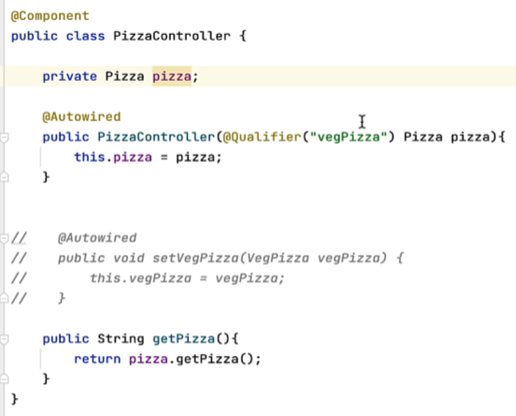 @Component
public class PizzaController {
private Pizza pizza;
@Autowired
public PizzaController(@Qualifier("vegPizza") Pizza pizza){
this.pizza = pizza;
}
//    @Autowired
//    public void setVegPizza(VegPizza vegPizza) {
//        this.vegPizza = vegPizza;
//    }
public String getPizza(){
return pizza.getPizza();
}
}